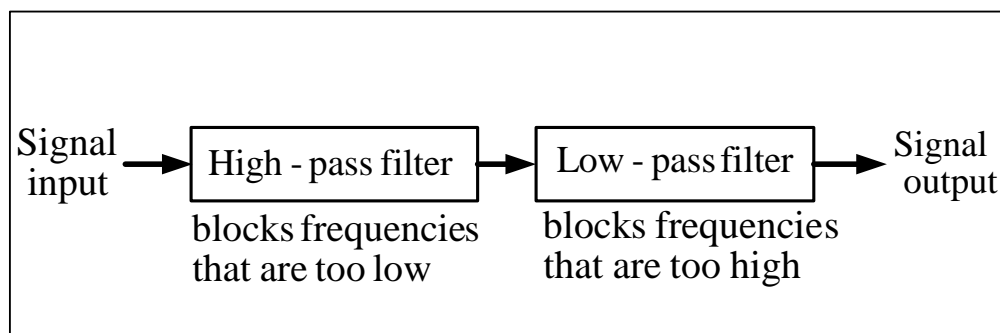 Signal
input
High - pass filter
blocks frequencies
that are too low
Low - pass filter
blocks frequencies
that are too high
Signal
output